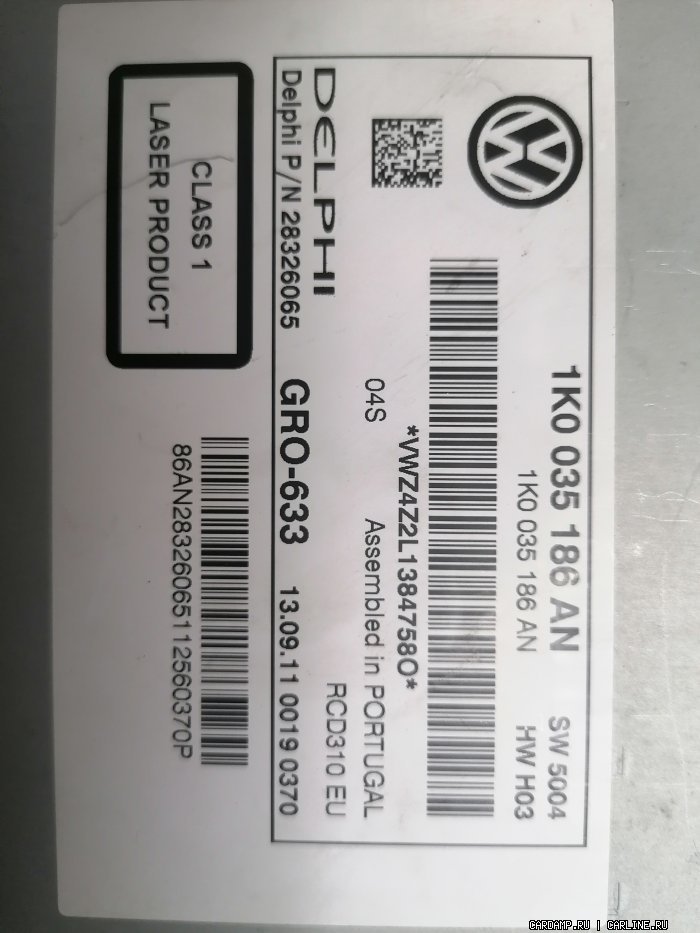 1K0 035 186 AN SW 5004
1K0 035 186 AN HW H03
*VWZ4Z2L1384758O*
04S Assembled in PORTUGAL
RCD310 EU
DELPHI
Delphi P/N 28326065 GRO-633 13.09.11 0019 0370
CLASS 1
LASER PRODUCT
86AN28326065112560370P
CARDAMP.RU | CARLINE.RU